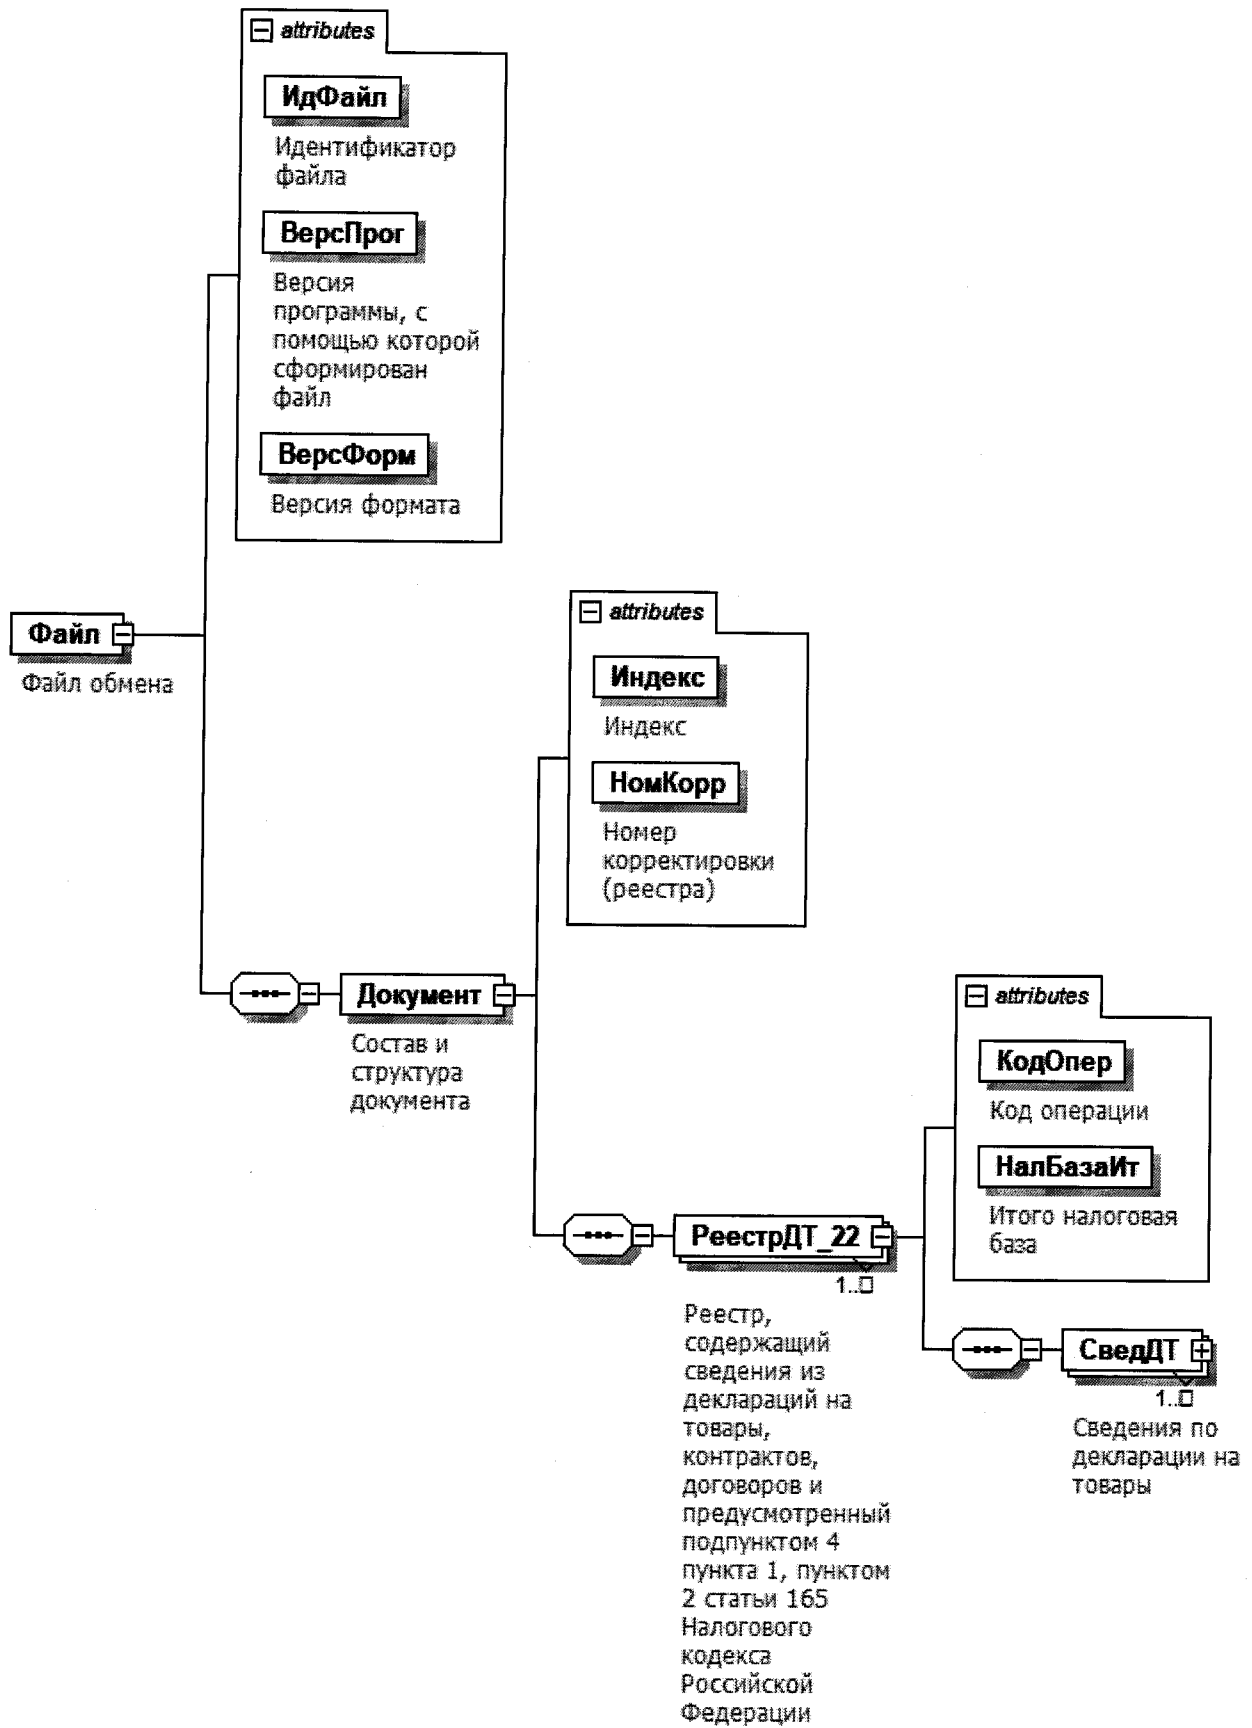 attributes
ИдФайл
Идентификатор
файла
ВерсПрог
Версия
программы, с
помощью которой
сформирован
файл
ВерсФорм
Версия формата
Файл
Файл обмена
attributes
Индекс
Индекс
НомКорр
Номер
корректировки
(реестра)
Документ
Состав и
структура
документа
attributes
КодОпер
Код операции
НалБазаИт
Итого налоговая
база
РеестрДТ_22
1..□
Реестр,
содержащий
сведения из
деклараций на
товары,
контрактов,
договоров и
предусмотренный
подпунктом 4
пункта 1, пунктом
2 статьи 165
Налогового
кодекса
Российской
Федерации
СведДТ
1..□
Сведения по
декларации на
товары